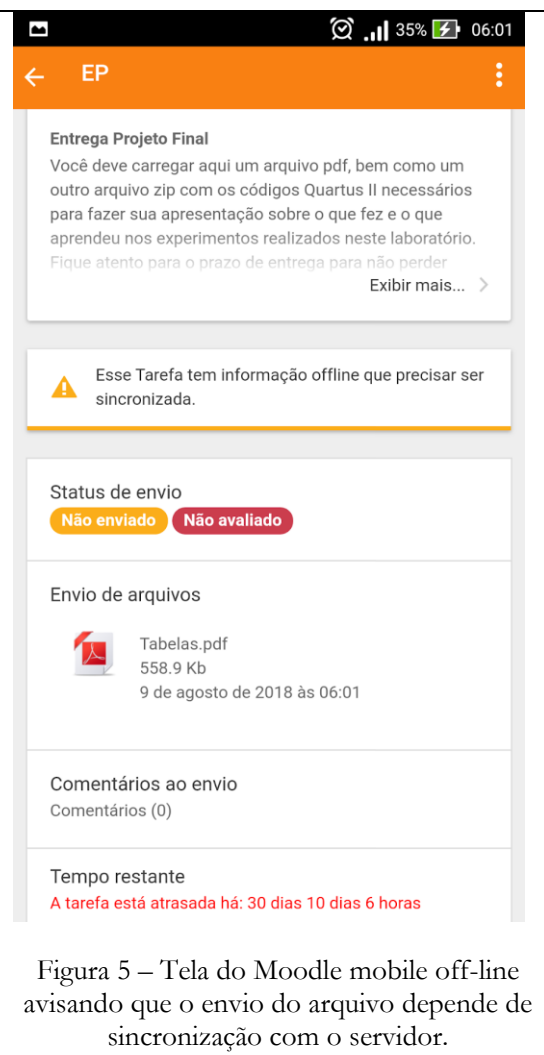 35% 06:01
EP
Entrega Projeto Final
Você deve carregar aqui um arquivo pdf, bem como um
outro arquivo zip com os códigos Quartus II necessários
para fazer sua apresentação sobre o que fez e o que
aprendeu nos experimentos realizados neste laboratório.
Fique atento para o prazo de entrega para não perder
Exibir mais...
Esse Tarefa tem informação offline que precisar ser
sincronizada.
Status de envio
Não enviado Não avaliado
Envio de arquivos
Tabelas.pdf
558.9 Kb
9 de agosto de 2018 às 06:01
Comentários ao envio
Comentários (0)
Tempo restante
A tarefa está atrasada há: 30 dias 10 dias 6 horas
Figura 5 – Tela do Moodle mobile off-line
avisando que o envio do arquivo depende de
sincronização com o servidor.